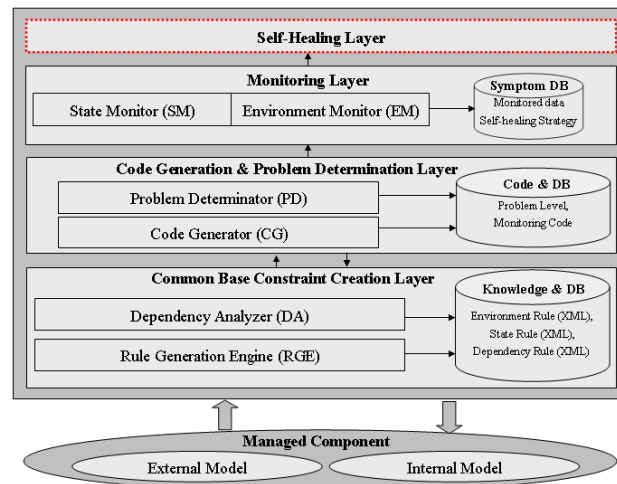 Self-Healing Layer
Monitoring Layer
State Monitor (SM)
Environment Monitor (EM)
Symptom DB
Monitored data
Self-healing Strategy
Code Generation & Problem Determination Layer
Problem Determinator (PD)
Code Generator (CG)
Code & DB
Problem Level,
Monitoring Code
Common Base Constraint Creation Layer
Dependency Analyzer (DA)
Rule Generation Engine (RGE)
Knowledge & DB
Environment Rule (XML),
State Rule (XML),
Dependency Rule (XML)
Managed Component
External Model
Internal Model